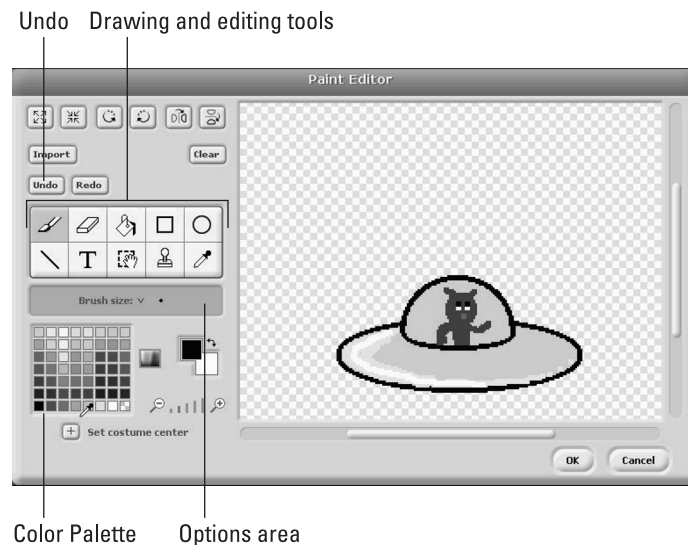 Undo Drawing and editing tools
Paint Editor
Import Clear
Undo Redo
T
Brush size:
Set costume center
OK Cancel
Color Palette Options area